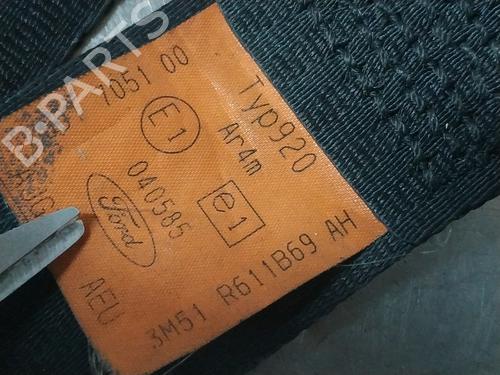 7051 00
Typ920
E1
Ar4m
040585
e1
Ford
AEU
3M51 R611B69 AH
B-PARTS